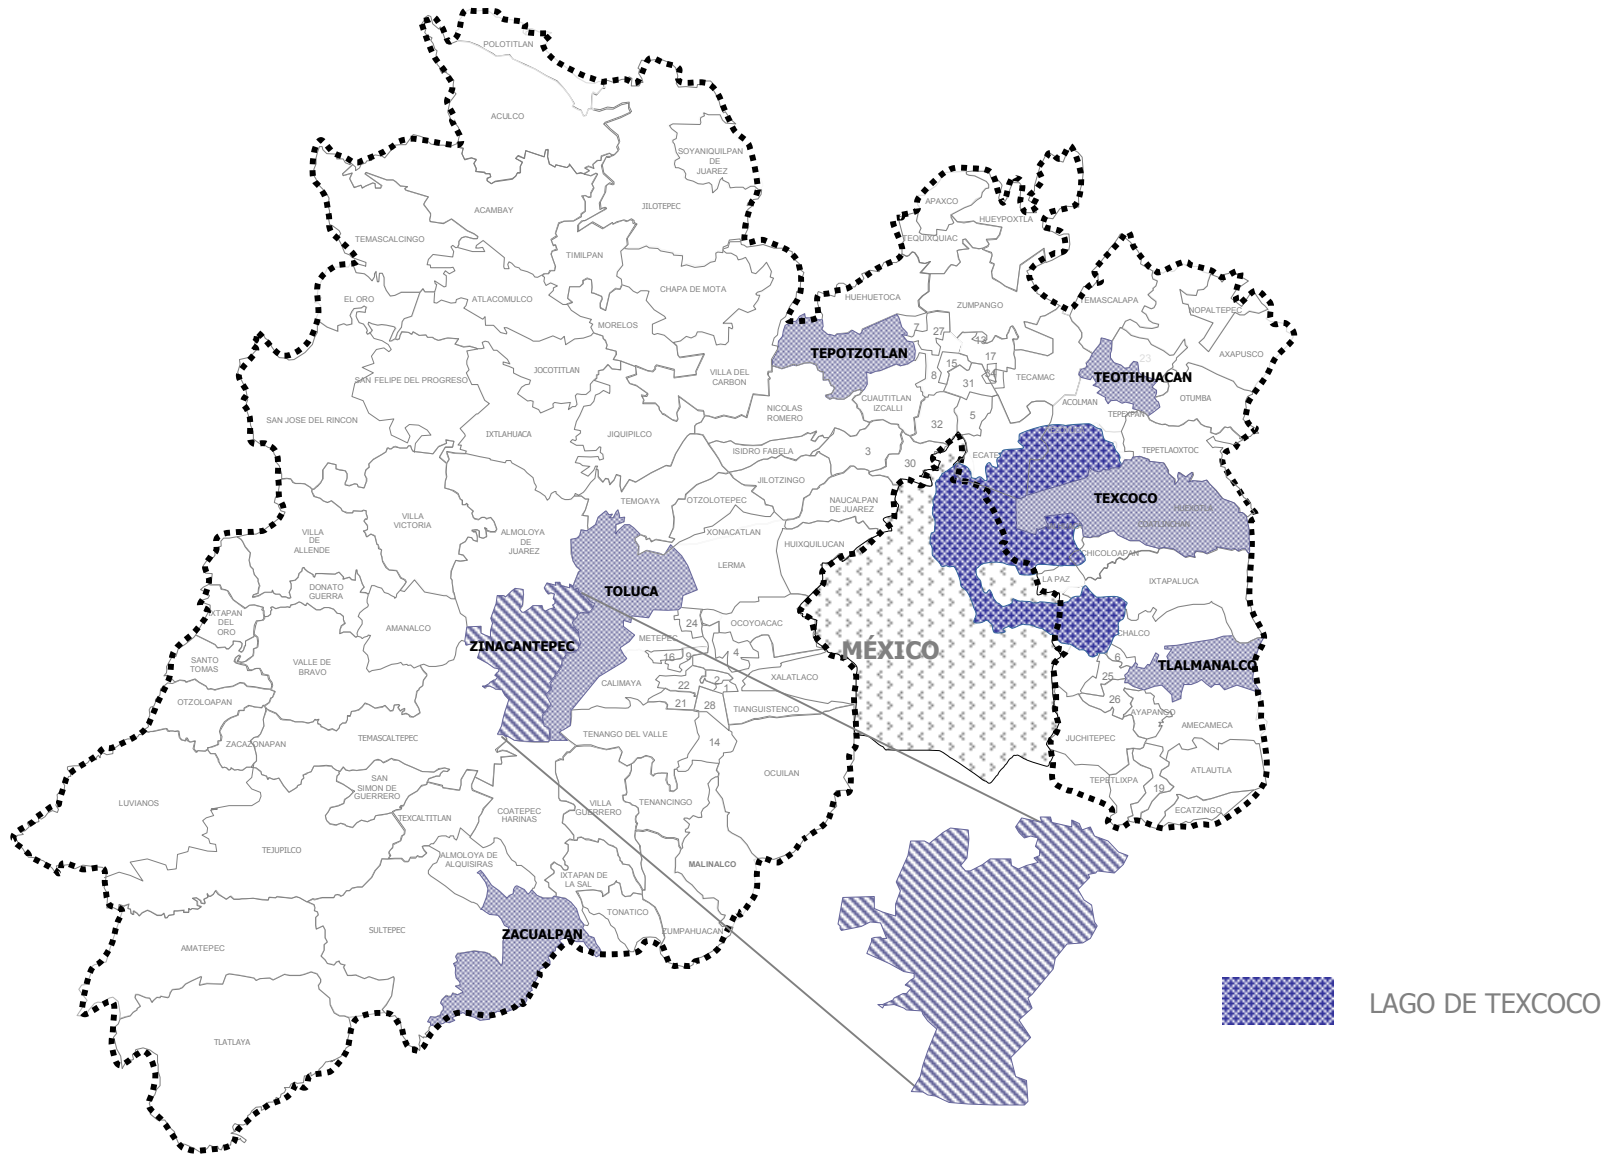 POLOTITLAN
ACULCO
SOYANIQUILPAN
DE
JUAREZ
ACAMBAY
JILOTEPEC
APAXCO
HUEYPOXTLA
TEMASCALCINGO
TEQUIXQUIAC
TIMILPAN
CHAPA DE MOTA
EL ORO
ATLACOMULCO
HUEHUETOCA
ZUMPANGO
TEMASCALAPA
NOPALTEPEC
MORELOS
7
27
13
TEPOTZOTLAN
17
23
AXAPUSCO
SAN FELIPE DEL PROGRESO
JOCOTITLAN
VILLA DEL
CARBON
8
15
31
34
TECAMAC
TEOTIHUACAN
CUAUTITLAN
IZCALLI
ACOLMAN
OTUMBA
NICOLAS
ROMERO
5
TEPEXPAN
SAN JOSE DEL RINCON
IXTLAHUACA
JIQUIPILCO
32
ISIDRO FABELA
3
30
ECATE
TEPETLAOXTOC
JILOTZINGO
TEMOAYA
OTZOLOTEPEC
NAUCALPAN
DE JUAREZ
TEXCOCO
HUEXOTLA
COATLINCHAN
VILLA
VICTORIA
VILLA
DE
ALLENDE
ALMOLOYA
DE
JUAREZ
XONACATLAN
HUIXQUILUCAN
CHICOLOAPAN
LERMA
LA PAZ
IXTAPALUCA
DONATO
GUERRA
TOLUCA
IXTAPAN
DEL
ORO
AMANALCO
24
OCOYOACAC
ZINACANTEPEC
METEPEC
MÉXICO
CHALCO
SANTO
TOMAS
VALLE DE
BRAVO
16
9
4
6
TLALMANALCO
CALIMAYA
22
2
1
XALATLACO
25
OTZOLOAPAN
21
28
TIANGUISTENCO
26
AYAPANGO
AMECAMECA
ZACAZONAPAN
TEMASCALTEPEC
TENANGO DEL VALLE
14
JUCHITEPEC
OCUILAN
ATLAUTLA
SAN
SIMON DE
GUERRERO
TEPETLIXPA
19
LUVIANOS
TEXCALTITLAN
COATEPEC
HARINAS
VILLA
GUERRERO
TENANCINGO
ECATZINGO
TEJUPILCO
ALMOLOYA DE
ALQUISIRAS
MALINALCO
IXTAPAN DE
LA SAL
TONATICO
SULTEPEC
ZACUALPAN
ZUMPAHUACAN
AMATEPEC
TLATLAYA
LAGO DE TEXCOCO